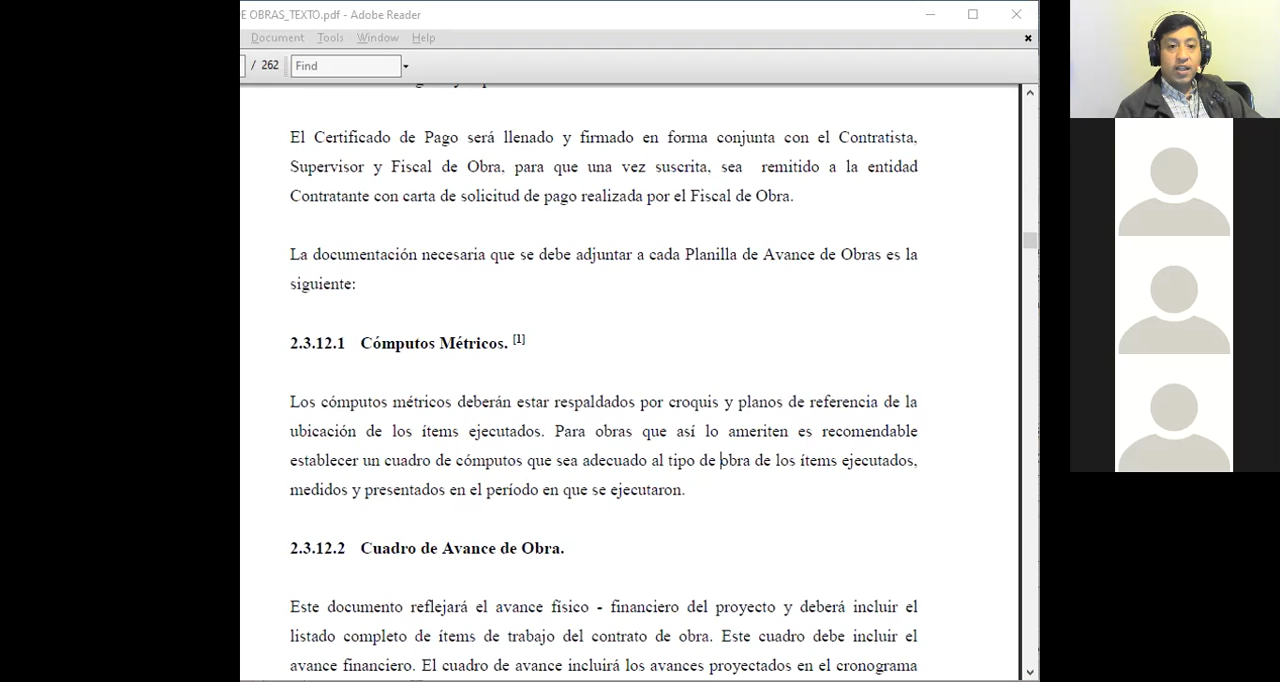 E OBRAS_TEXTO.pdf - Adobe Reader
Document Tools Window Help
/ 262 Find
El Certificado de Pago será llenado y firmado en forma conjunta con el Contratista,
Supervisor y Fiscal de Obra, para que una vez suscrita, sea remitido a la entidad
Contratante con carta de solicitud de pago realizada por el Fiscal de Obra.
La documentación necesaria que se debe adjuntar a cada Planilla de Avance de Obras es la
siguiente:
2.3.12.1 Cómputos Métricos. [1]
Los cómputos métricos deberán estar respaldados por croquis y planos de referencia de la
ubicación de los ítems ejecutados. Para obras que así lo ameriten es recomendable
establecer un cuadro de cómputos que sea adecuado al tipo de obra de los ítems ejecutados,
medidos y presentados en el período en que se ejecutaron.
2.3.12.2 Cuadro de Avance de Obra.
Este documento reflejará el avance físico - financiero del proyecto y deberá incluir el
listado completo de ítems de trabajo del contrato de obra. Este cuadro debe incluir el
avance financiero. El cuadro de avance incluirá los avances proyectados en el cronograma